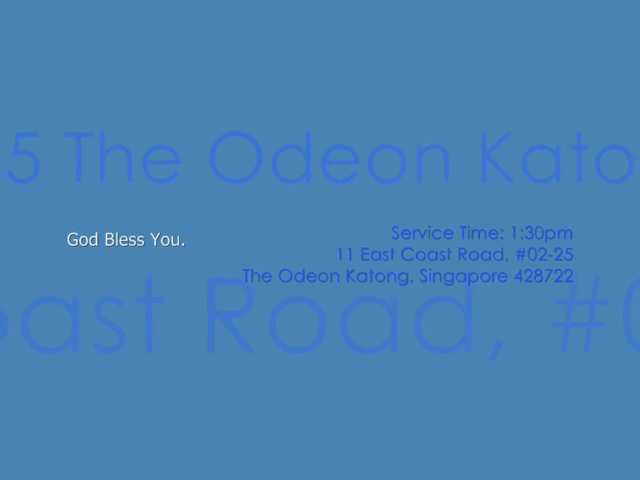 5 The Odeon Kato
God Bless You.
Service Time: 1:30pm
11 East Coast Road, #02-25
The Odeon Katong, Singapore 428722
oast Road, #0